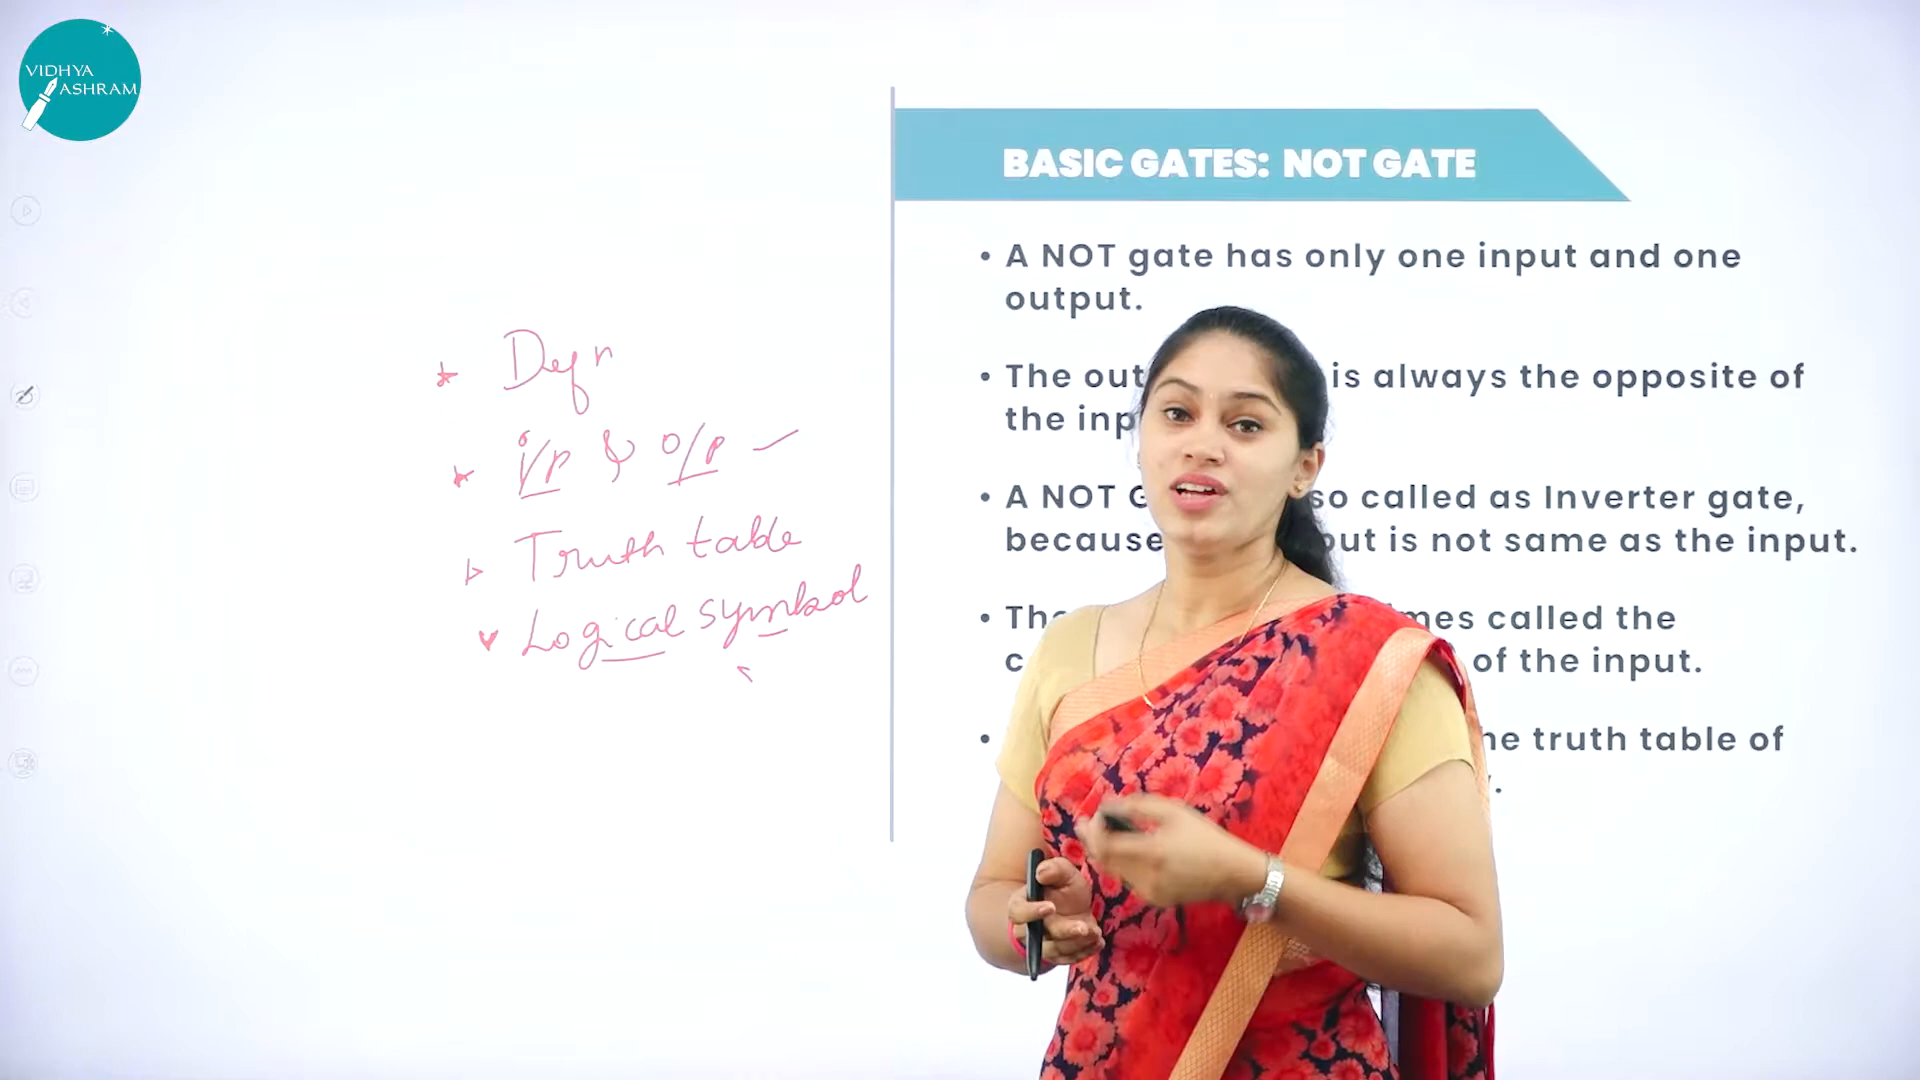 VIDHYA
ASHRAM
Defn
i/p & o/p
Truth table
Logical symbol
BASIC GATES: NOT GATE
• A NOT gate has only one input and one
output.
• The out is always the opposite of
the inp
• A NOT G so called as Inverter gate,
because put is not same as the input.
• The mes called the
c of the input.
• he truth table of
.